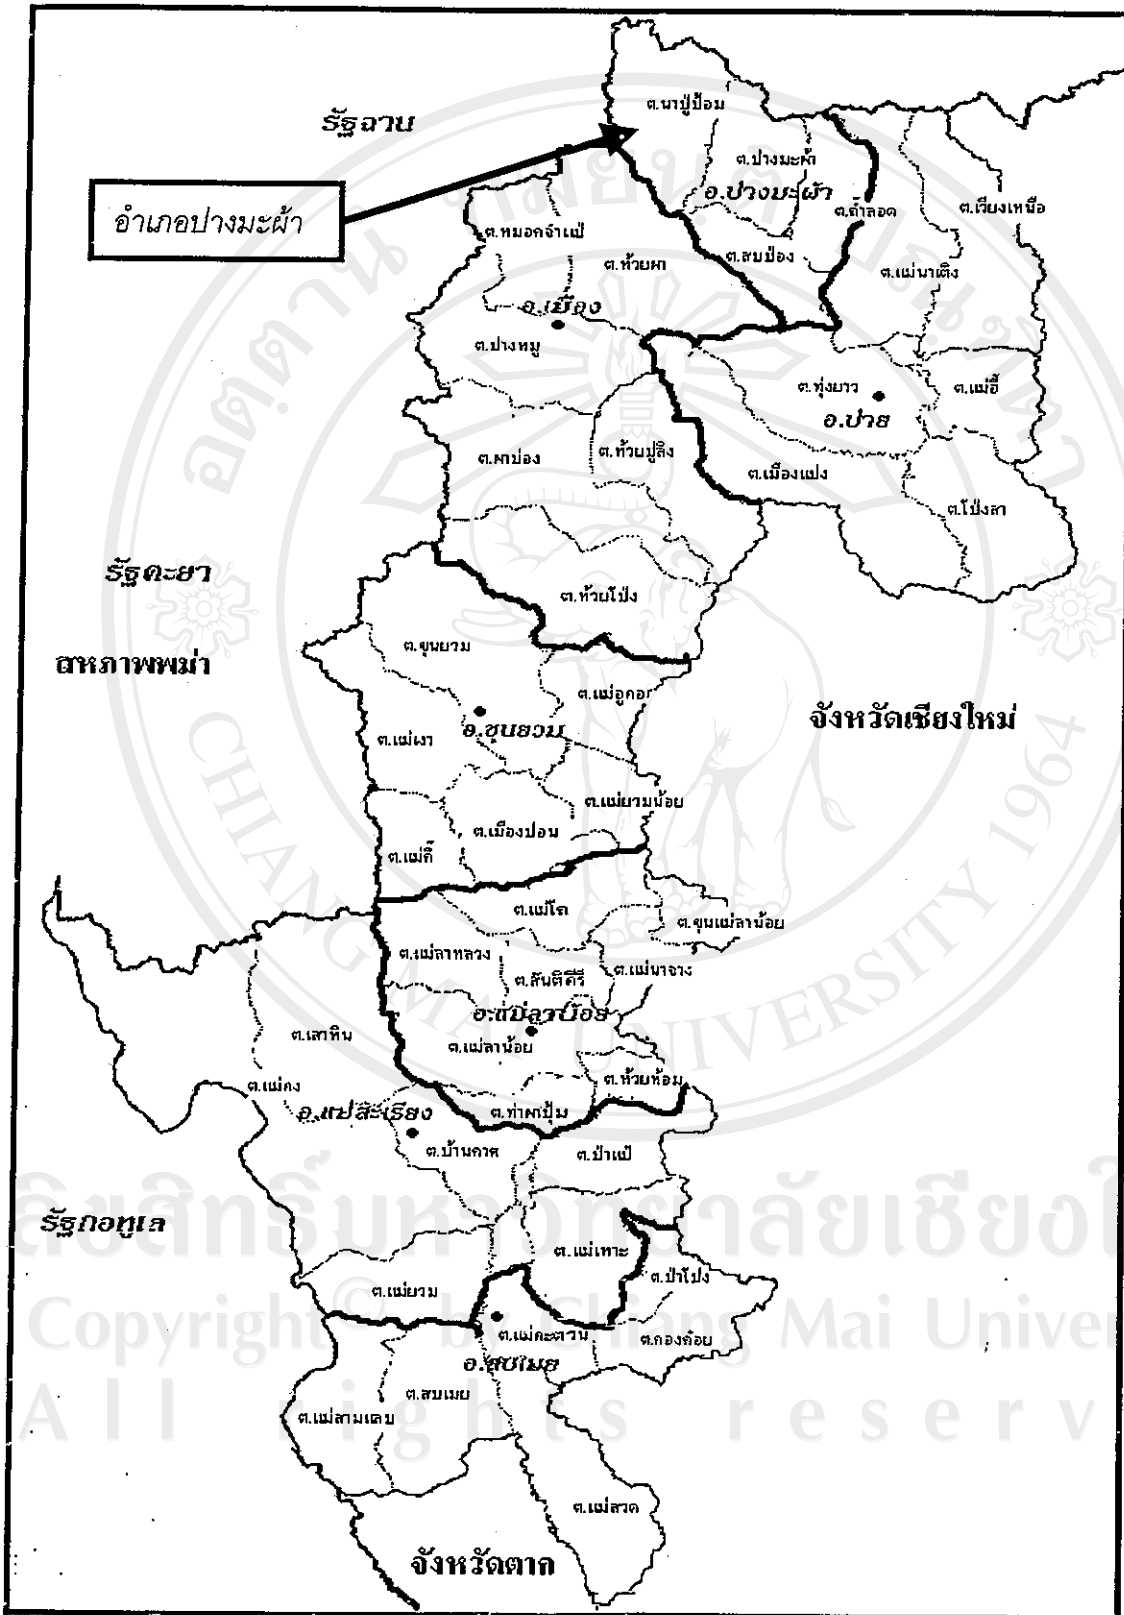 รัฐฉาน
ต.นาปู่ป้อม
ต.ปางมะผ้า
อ.ปางมะผ้า
อำเภอปางมะผ้า
ต.ถ้ำลอด
ต.เวียงเหนือ
ต.หมอกจำแป่
ต.ห้วยผา
ต.สบป่อง
ต.แม่นาเติง
อ.เมือง
ต.ปางหมู
ต.ทุ่งยาว
ต.แม่ฮี้
อ.ปาย
ต.ผาบ่อง
ต.ห้วยปูลิง
ต.เมืองแปง
ต.โป่งสา
รัฐคะยา
ต.ห้วยโป่ง
สหภาพพม่า
ต.ขุนยวม
ต.แม่อูคอ
จังหวัดเชียงใหม่
ต.แม่เงา
อ.ขุนยวม
ต.แม่ยวมน้อย
ต.เมืองปอน
ต.แม่กิ๊
ต.แม่โถ
ต.ขุนแม่ลาน้อย
ต.แม่ลาหลวง
ต.สันติคีรี
ต.แม่นาจาง
อ.แม่ลาน้อย
ต.เสาหิน
ต.แม่ลาน้อย
ต.ห้วยห้อม
ต.แม่คง
อ.แม่สะเรียง
ต.ท่าผาปุ้ม
ต.บ้านกาศ
ต.ป่าแป๋
รัฐกอทูเล
ต.แม่เหาะ
ต.ป่าโปง
ต.แม่ยวม
ต.แม่คะตวน
ต.กองก๋อย
อ.สบเมย
ต.สบเมย
ต.แม่สามแลบ
ต.แม่สวด
จังหวัดตาก
CHIANG MAI UNIVERSITY 1964
Copyright © by Chiang Mai Univer
All rights reserv